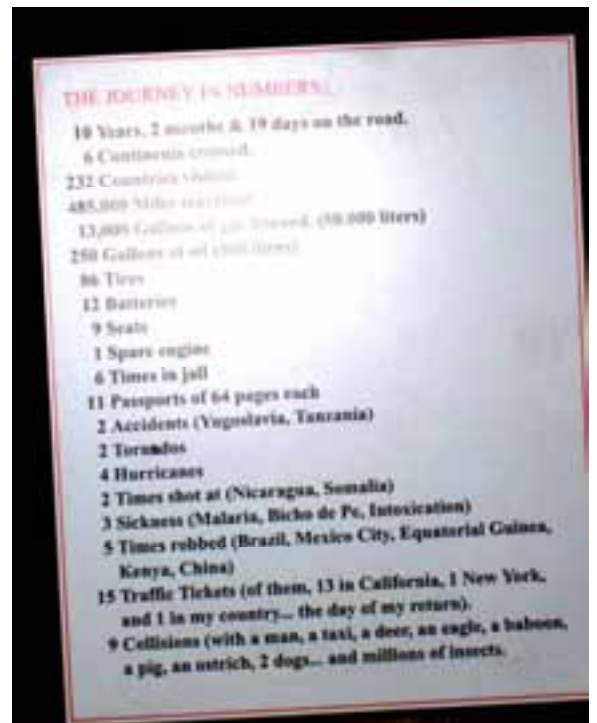 THE JOURNEY IN NUMBERS:
10 Years, 2 months & 19 days on the road.
6 Continents crossed.
232 Countries visited.
485,000 Miles
13,000 Gallons of gas burned. (50.000 liters)
250 Gallons of oil
86 Tires
12 Batteries
9 Seats
1 Spare engine
6 Times in jail
11 Passports of 64 pages each
2 Accidents (Yugoslavia, Tanzania)
2 Torandos
4 Hurricanes
2 Times shot at (Nicaragua, Somalia)
3 Sickness (Malaria, Bicho de Pe, Intoxication)
5 Times robbed (Brazil, Mexico City, Equatorial Guinea,
Kenya, China)
15 Traffic Tickets (of them, 13 in California, 1 New York,
and 1 in my country... the day of my return).
9 Collisions (with a man, a taxi, a deer, an eagle, a baboon,
a pig, an ostrich, 2 dogs... and millions of insects.